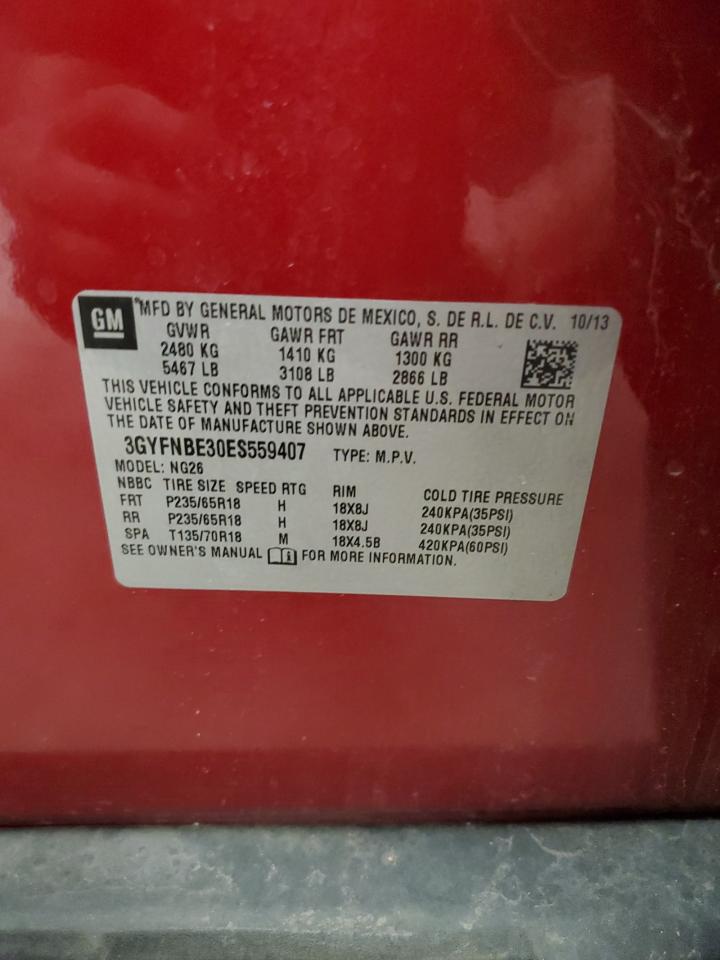 GM MFD BY GENERAL MOTORS DE MEXICO, S. DE R.L. DE C.V. 10/13
GVWR GAWR FRT GAWR RR
2480 KG 1410 KG 1300 KG
5467 LB 3108 LB 2866 LB
THIS VEHICLE CONFORMS TO ALL APPLICABLE U.S. FEDERAL MOTOR
VEHICLE SAFETY AND THEFT PREVENTION STANDARDS IN EFFECT ON
THE DATE OF MANUFACTURE SHOWN ABOVE.
3GYFNBE30ES559407 TYPE: M.P.V.
MODEL: NG26
NBBC TIRE SIZE SPEED RTG RIM COLD TIRE PRESSURE
FRT P235/65R18 H 18X8J 240KPA(35PSI)
RR P235/65R18 H 18X8J 240KPA(35PSI)
SPA T135/70R18 M 18X4.5B 420KPA(60PSI)
SEE OWNER'S MANUAL i FOR MORE INFORMATION.